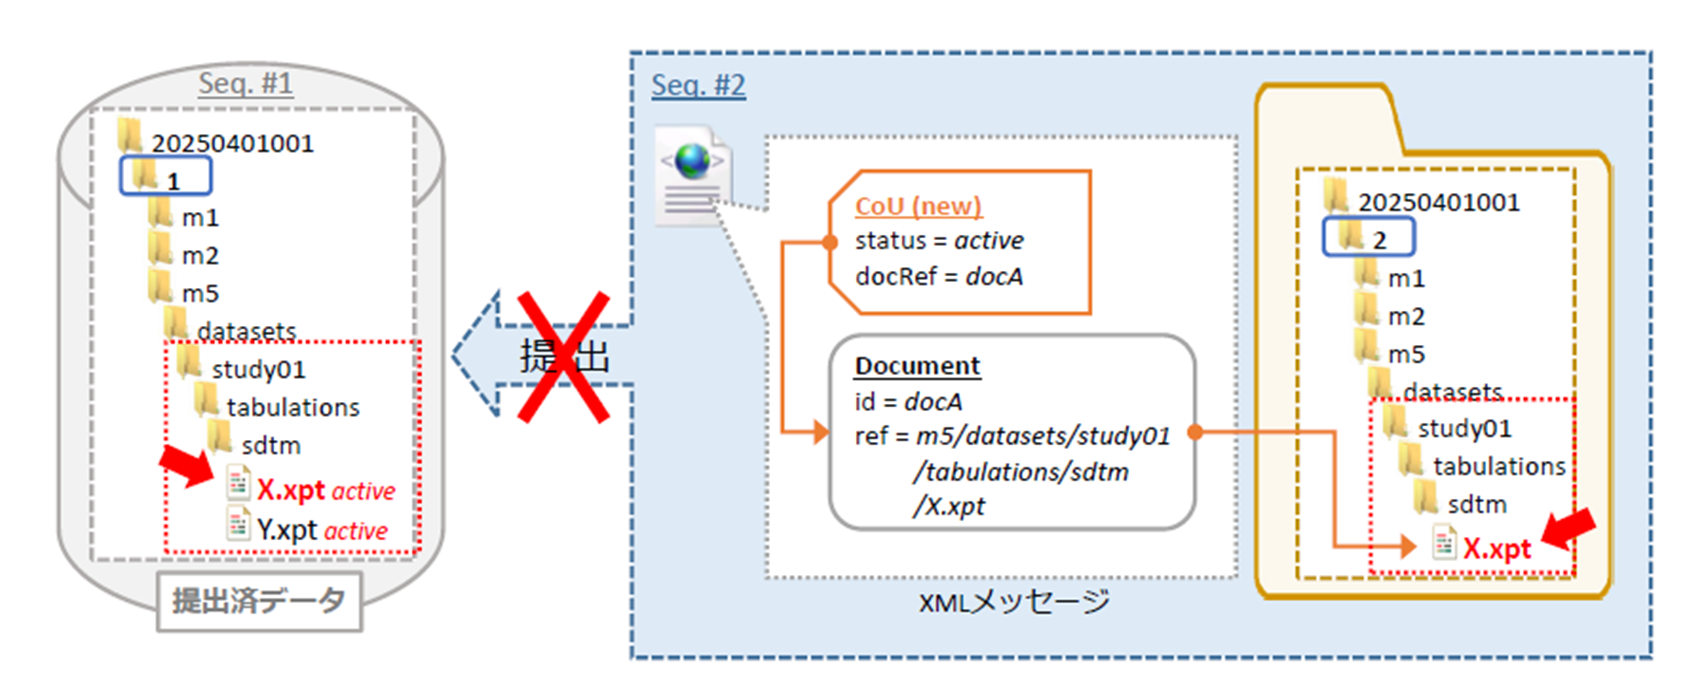 Seq. #1
20250401001
1
m1
m2
m5
datasets
study01
tabulations
sdtm
X.xpt active
Y.xpt active
提出済データ
提出
Seq. #2
CoU (new)
status = active
docRef = docA
Document
id = docA
ref = m5/datasets/study01
/tabulations/sdtm
/X.xpt
XMLメッセージ
20250401001
2
m1
m2
m5
datasets
study01
tabulations
sdtm
X.xpt